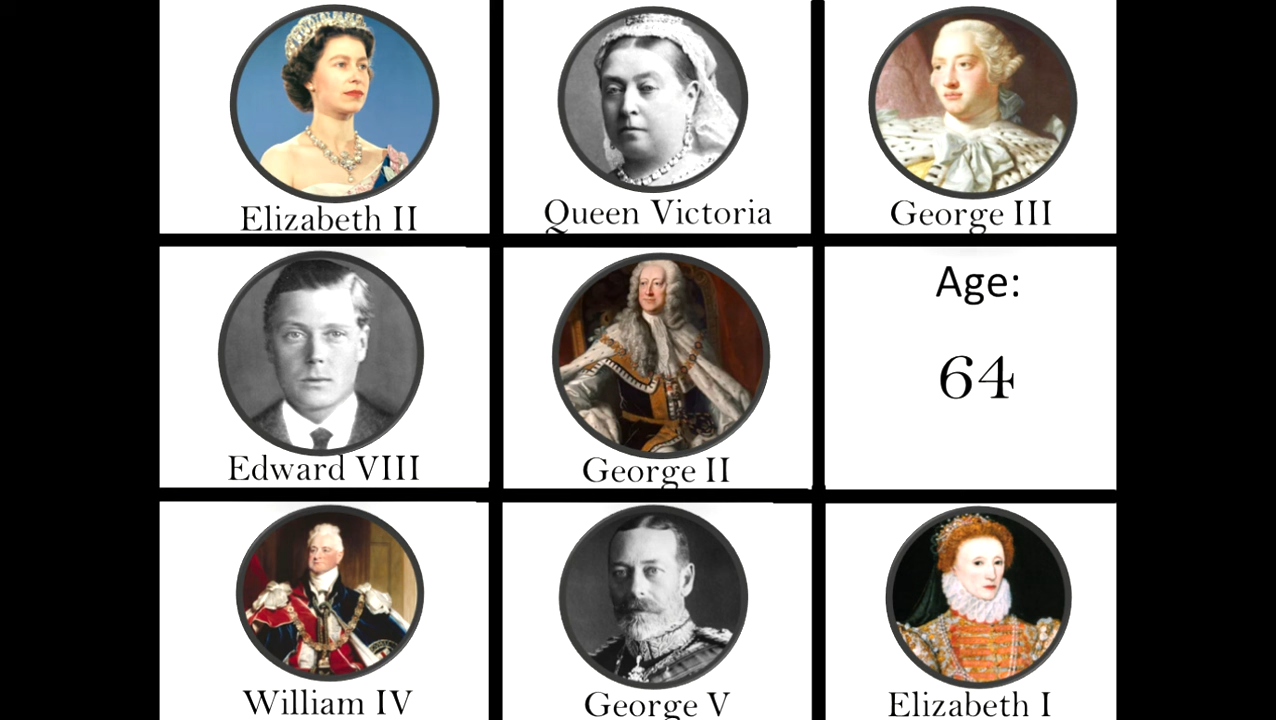 Elizabeth II
Queen Victoria
George III
Edward VIII
George II
Age:
64
William IV
George V
Elizabeth I